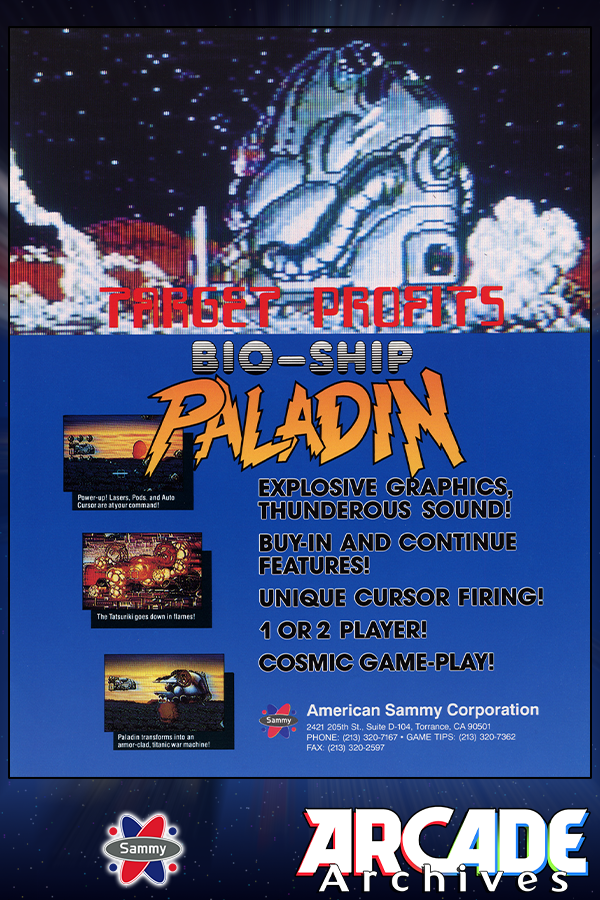 TARGET PROFITS
BIO-SHIP
PALADIN
Power-up! Lasers, Pods, and Auto
Cursor are at your command!
EXPLOSIVE GRAPHICS,
THUNDEROUS SOUND!
BUY-IN AND CONTINUE
FEATURES!
The Tatsuriki goes down in flames!
UNIQUE CURSOR FIRING!
1 OR 2 PLAYER!
COSMIC GAME-PLAY!
Paladin transforms into an
armor-clad, titanic war machine!
Sammy
American Sammy Corporation
2421 205th St., Suite D-104, Torrance, CA 90501
PHONE: (213) 320-7167 • GAME TIPS: (213) 320-7362
FAX: (213) 320-2597
Sammy
ARCADE
Archives